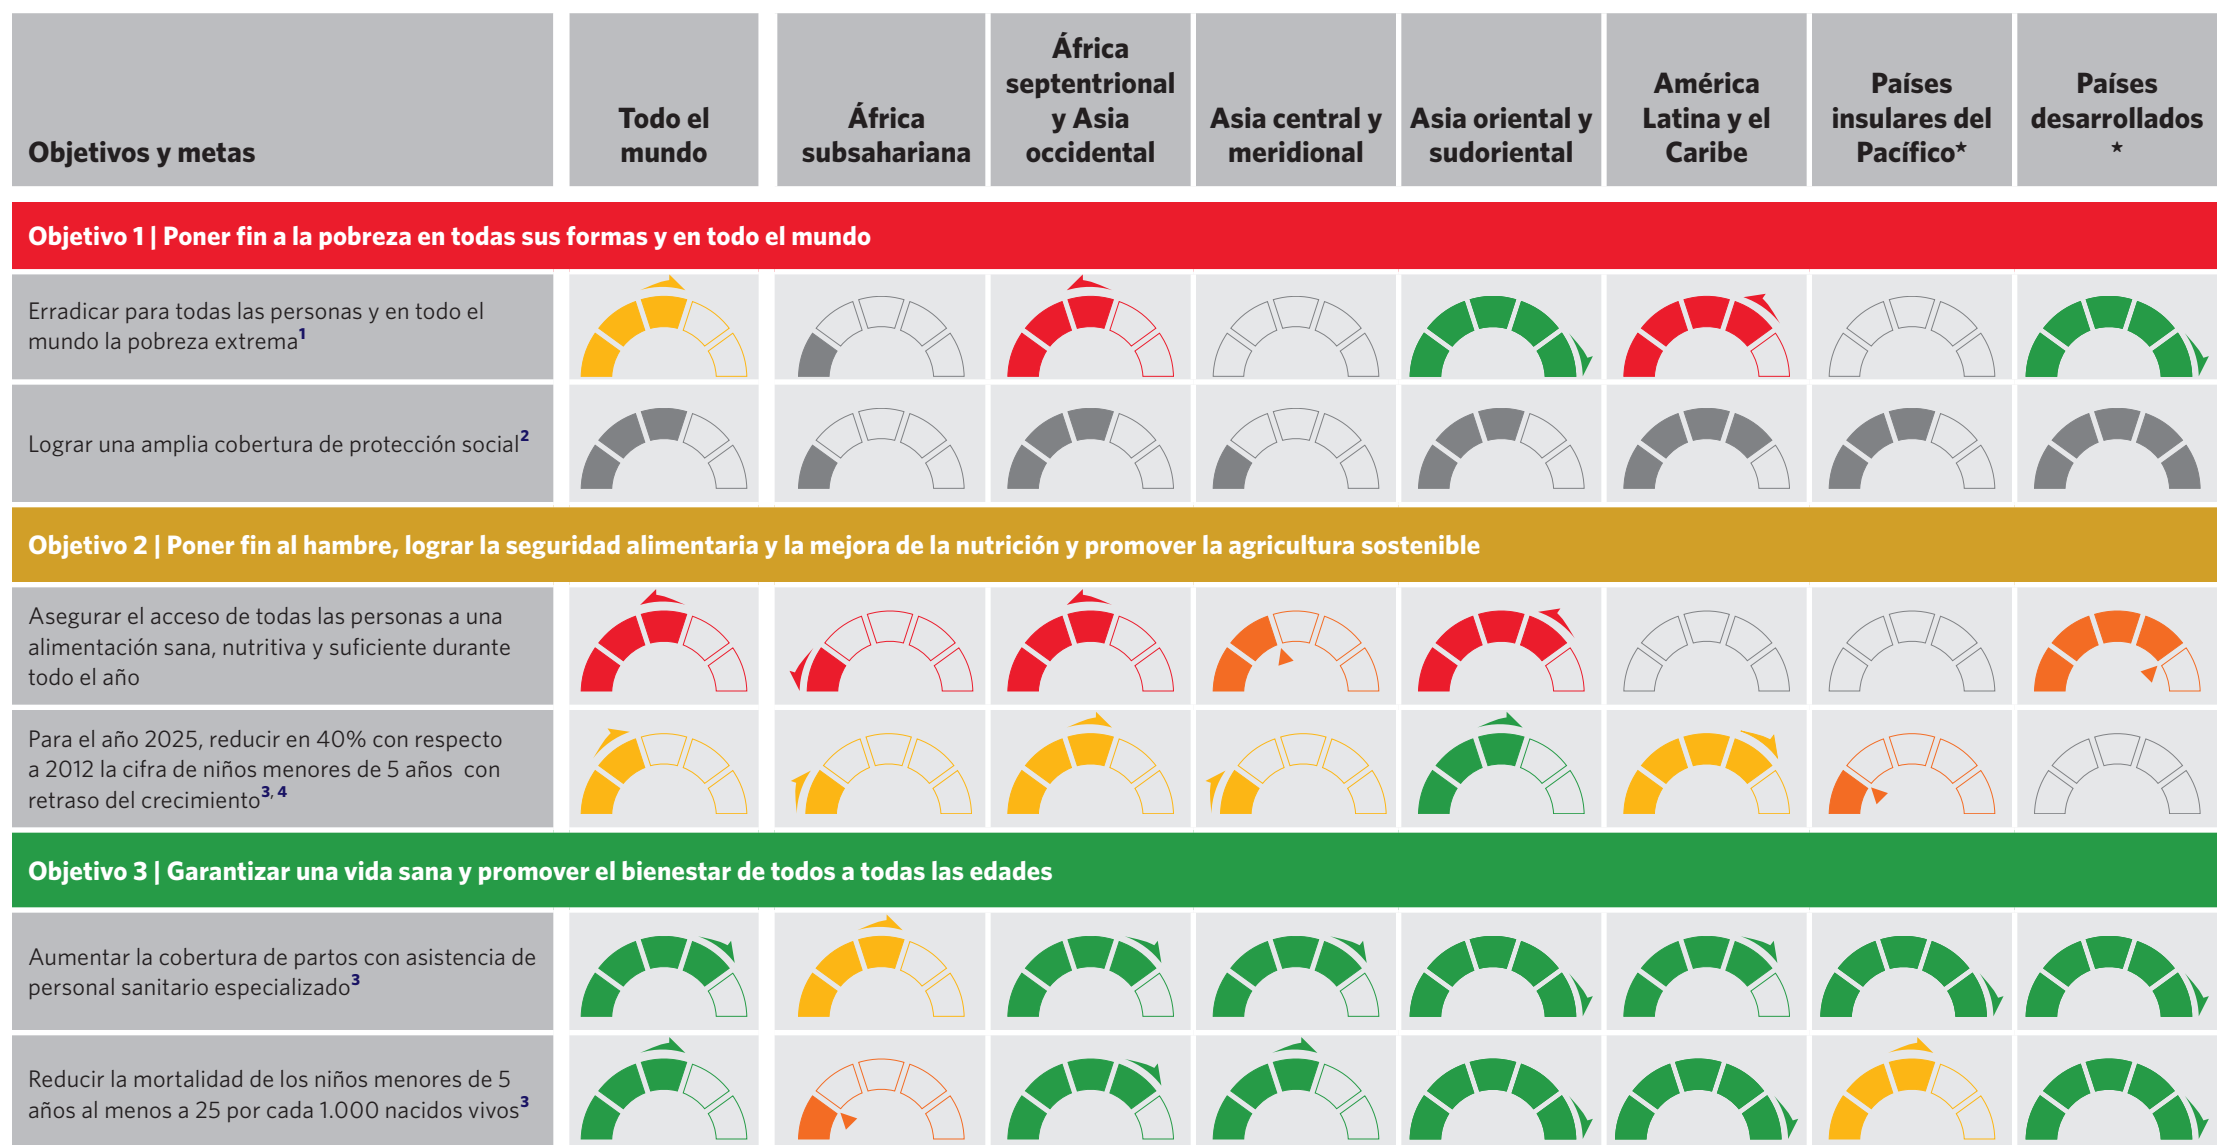 Objetivos y metas
Todo el
mundo
África
subsahariana
África
septentrional
y Asia
occidental
Asia central y
meridional
Asia oriental y
sudoriental
América
Latina y el
Caribe
Países
insulares del
Pacífico*
Países
desarrollados
*
Objetivo 1 | Poner fin a la pobreza en todas sus formas y en todo el mundo
Erradicar para todas las personas y en todo el
mundo la pobreza extrema1
Lograr una amplia cobertura de protección social2
Objetivo 2 | Poner fin al hambre, lograr la seguridad alimentaria y la mejora de la nutrición y promover la agricultura sostenible
Asegurar el acceso de todas las personas a una
alimentación sana, nutritiva y suficiente durante
todo el año
Para el año 2025, reducir en 40% con respecto
a 2012 la cifra de niños menores de 5 años con
retraso del crecimiento3, 4
Objetivo 3 | Garantizar una vida sana y promover el bienestar de todos a todas las edades
Aumentar la cobertura de partos con asistencia de
personal sanitario especializado3
Reducir la mortalidad de los niños menores de 5
años al menos a 25 por cada 1.000 nacidos vivos3